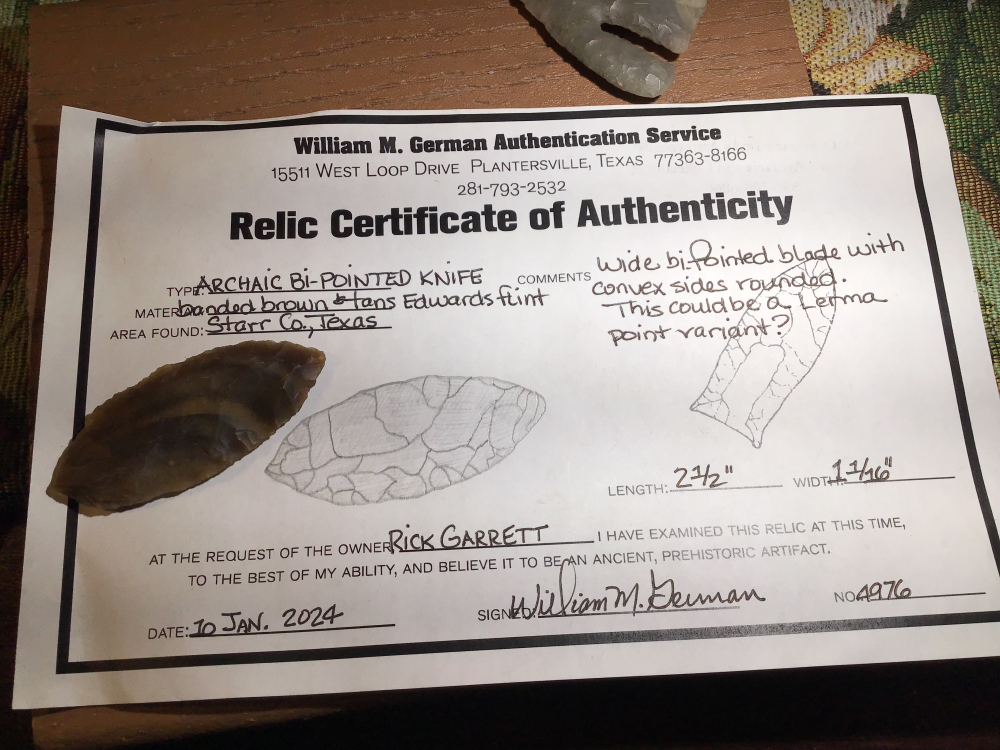 William M. German Authentication Service
15511 WEST LOOP DRIVE PLANTERSVILLE, TEXAS 77363-8166
281-793-2532
Relic Certificate of Authenticity
TYPE: ARCHAIC BI-POINTED KNIFE
MATER banded brown & tans Edwards flint
AREA FOUND: Starr Co., Texas
COMMENTS Wide bi-pointed blade with
convex sides rounded.
This could be a Lerma
point variant?
LENGTH: 2 1/2" WIDTH: 1 1/16"
AT THE REQUEST OF THE OWNER RICK GARRETT I HAVE EXAMINED THIS RELIC AT THIS TIME,
TO THE BEST OF MY ABILITY, AND BELIEVE IT TO BE AN ANCIENT, PREHISTORIC ARTIFACT.
DATE: 10 JAN. 2024 SIGNED: William M. German NO. 4976